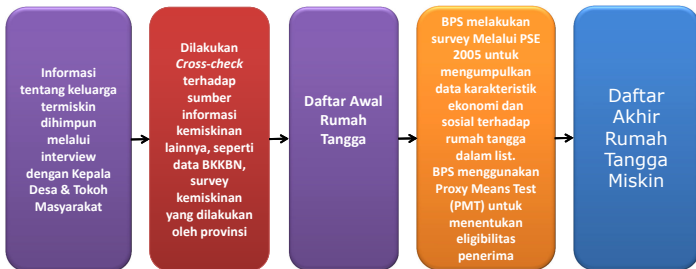 Informasi
tentang keluarga
termiskin
dihimpun
melalui
interview
dengan Kepala
Desa & Tokoh
Masyarakat
Dilakukan
Cross-check
terhadap
sumber
informasi
kemiskinan
lainnya, seperti
data BKKBN,
survey
kemiskinan
yang dilakukan
oleh provinsi
Daftar Awal
Rumah
Tangga
BPS melakukan
survey Melalui PSE
2005 untuk
mengumpulkan
data karakteristik
ekonomi dan
sosial terhadap
rumah tangga
dalam list.
BPS menggunakan
Proxy Means Test
(PMT) untuk
menentukan
eligibilitas
penerima
Daftar
Akhir
Rumah
Tangga
Miskin